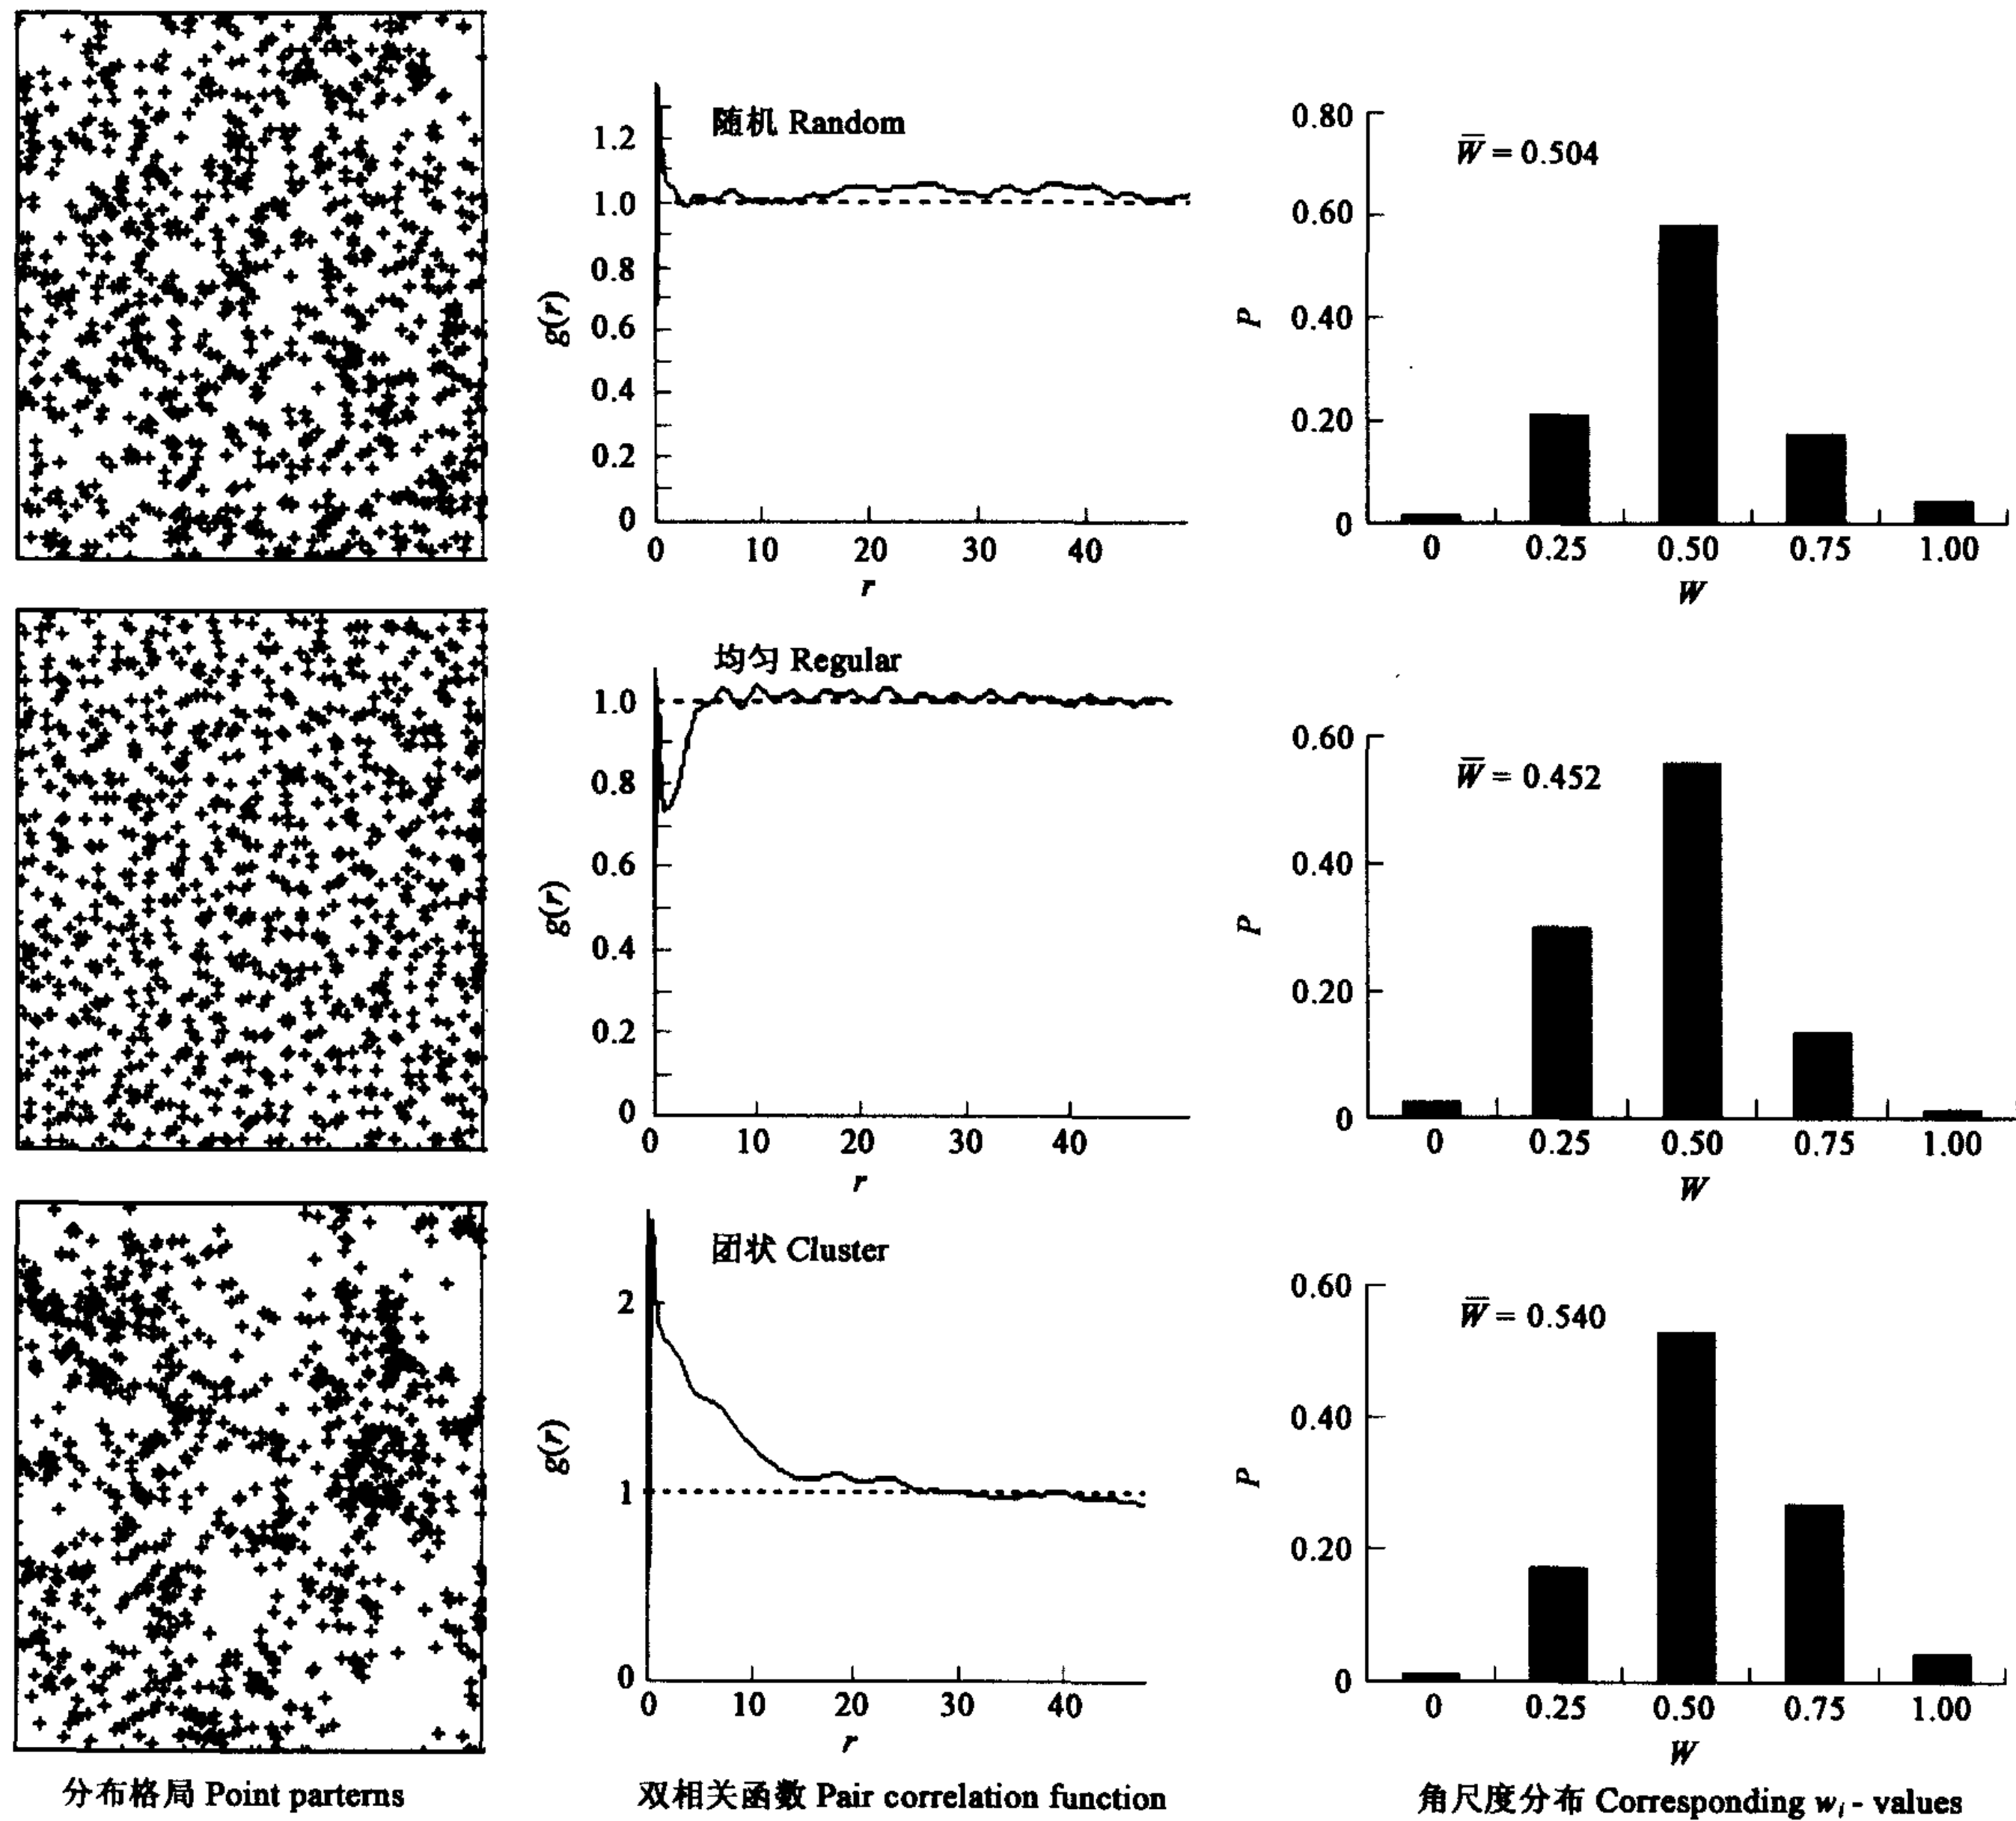 随机 Random
1.2
1.0
0.8
0.6
0.4
0.2
0
g(r)
0 10 20 30 40
r
W̅ = 0.504
0.80
0.60
0.40
0.20
0
P
0 0.25 0.50 0.75 1.00
W
均匀 Regular
1.0
0.8
0.6
0.4
0.2
0
g(r)
0 10 20 30 40
r
W̅ = 0.452
0.60
0.40
0.20
0
P
0 0.25 0.50 0.75 1.00
W
团状 Cluster
2
1
0
g(r)
0 10 20 30 40
r
W̅ = 0.540
0.60
0.40
0.20
0
P
0 0.25 0.50 0.75 1.00
W
分布格局 Point parterns
双相关函数 Pair correlation function
角尺度分布 Corresponding wᵢ - values